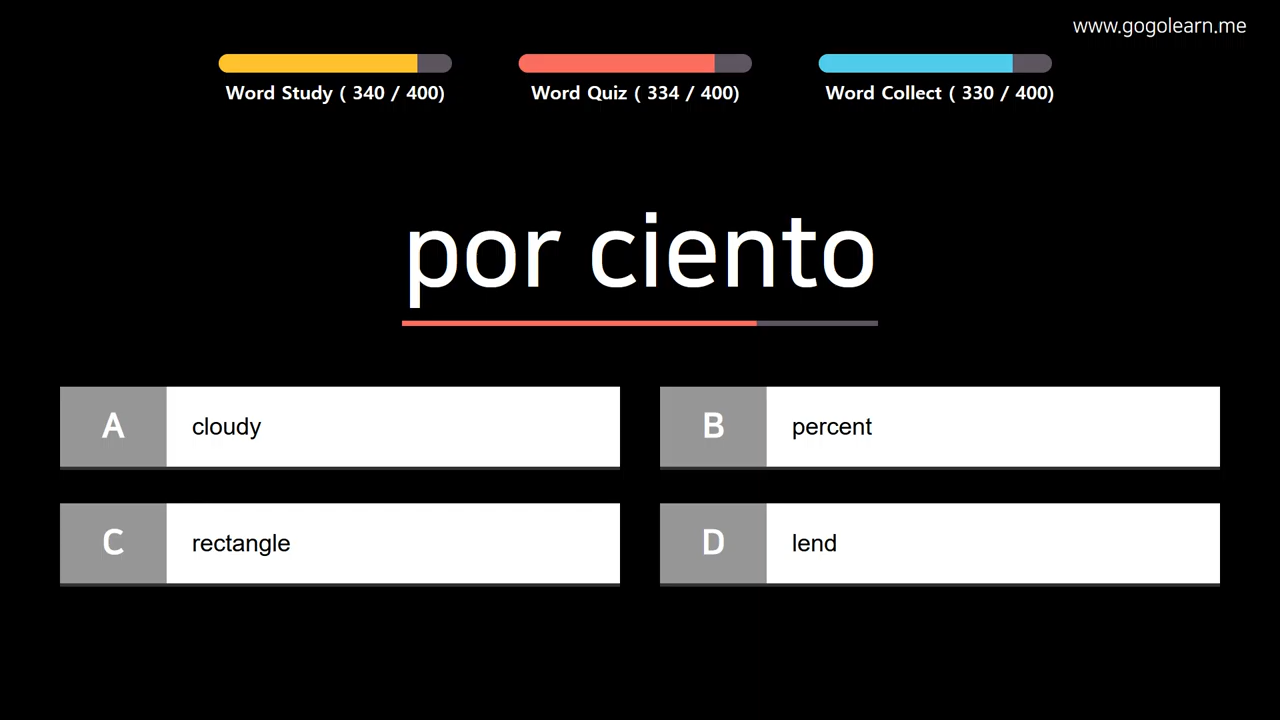 www.gogolearn.me
Word Study ( 340 / 400)
Word Quiz ( 334 / 400)
Word Collect ( 330 / 400)
por ciento
A cloudy
B percent
C rectangle
D lend